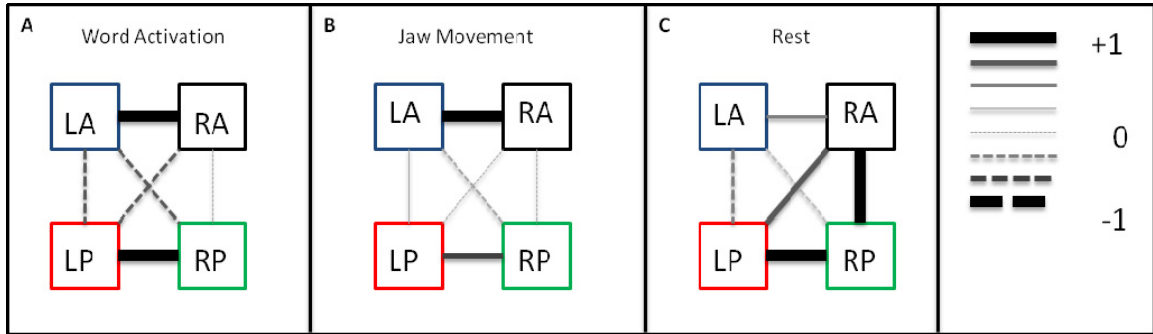 A Word Activation
LA RA
LP RP
B Jaw Movement
LA RA
LP RP
C Rest
LA RA
LP RP
+1
0
-1